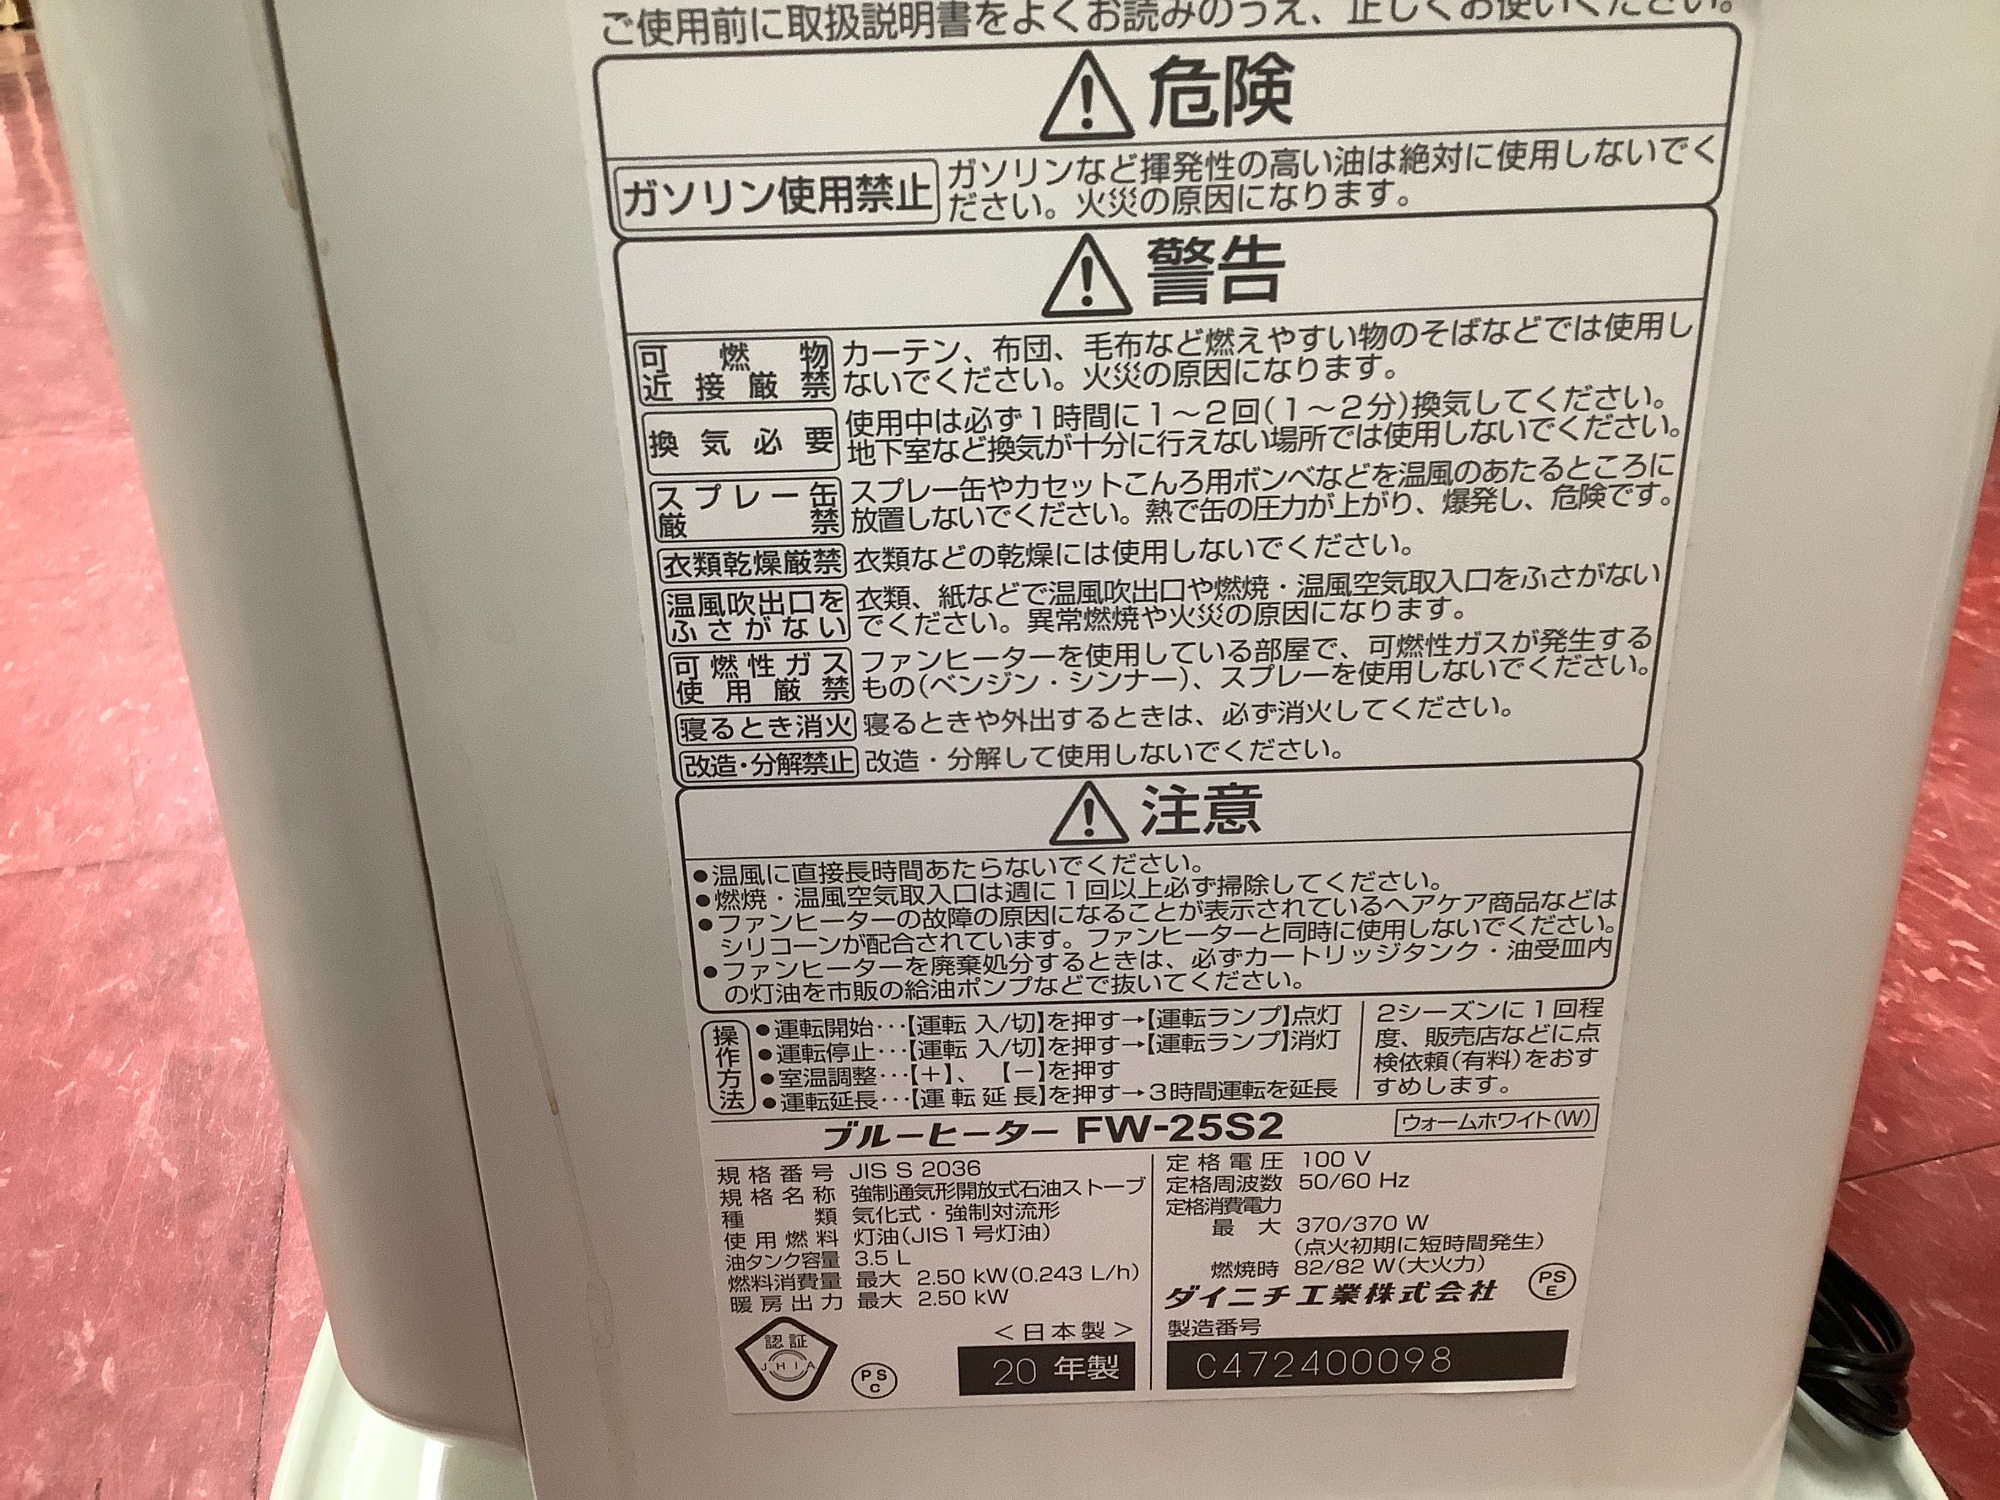 ご使用前に取扱説明書をよくお読みのうえ、正しくお使いください。
危険
ガソリン使用禁止
ガソリンなど揮発性の高い油は絶対に使用しないでく
ださい。火災の原因になります。
警告
可燃物
近接厳禁
カーテン、布団、毛布など燃えやすい物のそばなどでは使用し
ないでください。火災の原因になります。
換気必要
使用中は必ず1時間に1～2回(1～2分)換気してください。
地下室など換気が十分に行えない場所では使用しないでください。
スプレー缶
厳禁
スプレー缶やカセットこんろ用ボンベなどを温風のあたるところに
放置しないでください。熱で缶の圧力が上がり、爆発し、危険です。
衣類乾燥厳禁
衣類などの乾燥には使用しないでください。
温風吹出口を
ふさがない
衣類、紙などで温風吹出口や燃焼・温風空気取入口をふさがない
でください。異常燃焼や火災の原因になります。
可燃性ガス
使用厳禁
ファンヒーターを使用している部屋で、可燃性ガスが発生する
もの(ベンジン・シンナー)、スプレーを使用しないでください。
寝るとき消火
寝るときや外出するときは、必ず消火してください。
改造・分解禁止
改造・分解して使用しないでください。
注意
●温風に直接長時間あたらないでください。
●燃焼・温風空気取入口は週に1回以上必ず掃除してください。
●ファンヒーターの故障の原因になることが表示されているヘアケア商品などは
シリコーンが配合されています。ファンヒーターと同時に使用しないでください。
●ファンヒーターを廃棄処分するときは、必ずカートリッジタンク・油受皿内
の灯油を市販の給油ポンプなどで抜いてください。
操作方法
●運転開始…【運転 入/切】を押す→【運転ランプ】点灯
●運転停止…【運転 入/切】を押す→【運転ランプ】消灯
●室温調整…【＋】、【－】を押す
●運転延長…【運転延長】を押す→3時間運転を延長
2シーズンに1回程
度、販売店などに点
検依頼(有料)をおす
すめします。
ブルーヒーター FW-25S2
ウォームホワイト(W)
規格番号 JIS S 2036
規格名称 強制通気形開放式石油ストーブ
種類 気化式・強制対流形
使用燃料 灯油(JIS1号灯油)
油タンク容量 3.5 L
燃料消費量 最大 2.50 kW(0.243 L/h)
暖房出力 最大 2.50 kW
認証
JHIA
PS
C
<日本製>
20 年製
定格電圧 100 V
定格周波数 50/60 Hz
定格消費電力
最大 370/370 W
(点火初期に短時間発生)
燃焼時 82/82 W(大火力)
ダイニチ工業株式会社
PS
E
製造番号
C472400098